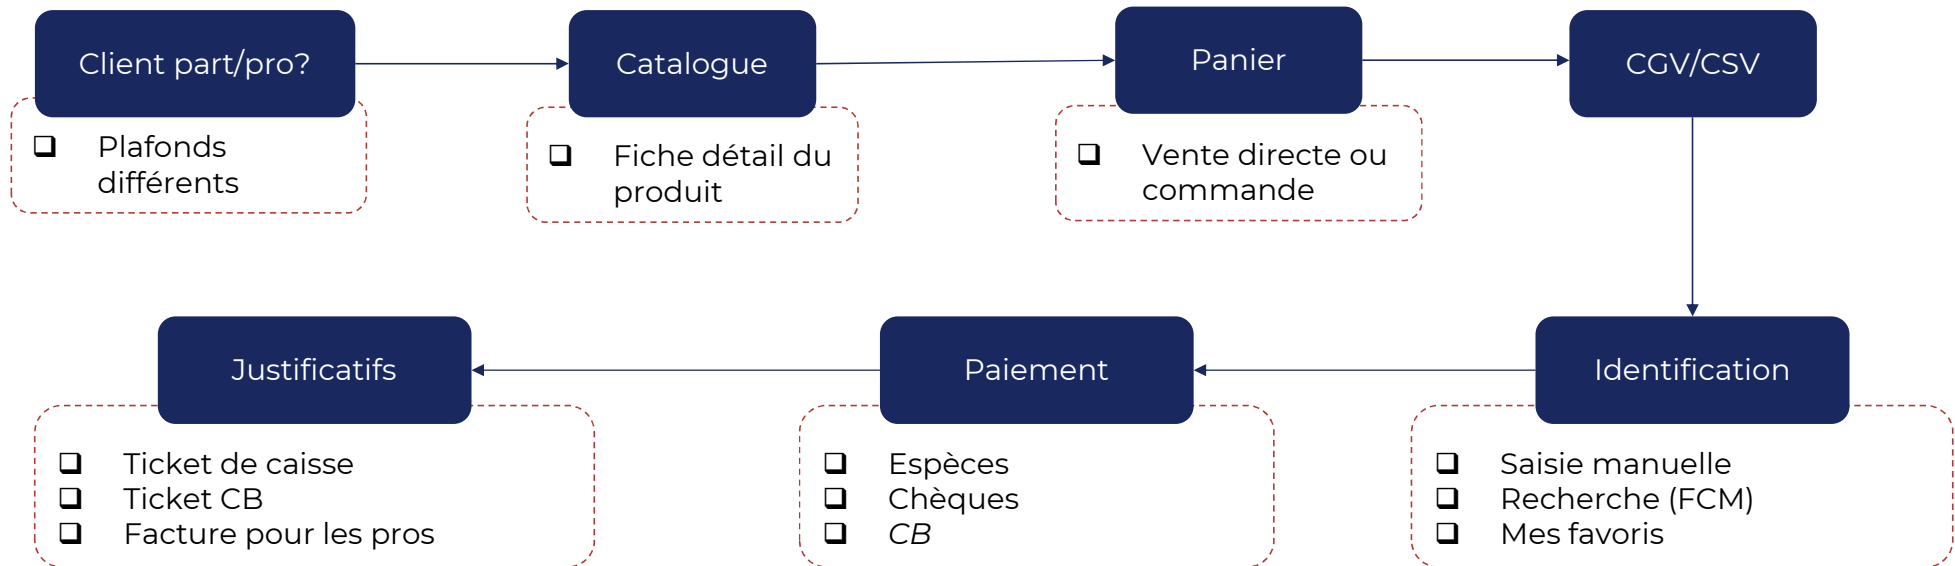 Client part/pro?
Plafonds
différents
Catalogue
Fiche détail du
produit
Panier
Vente directe ou
commande
CGV/CSV
Identification
Saisie manuelle
Recherche (FCM)
Mes favoris
Paiement
Espèces
Chèques
CB
Justificatifs
Ticket de caisse
Ticket CB
Facture pour les pros